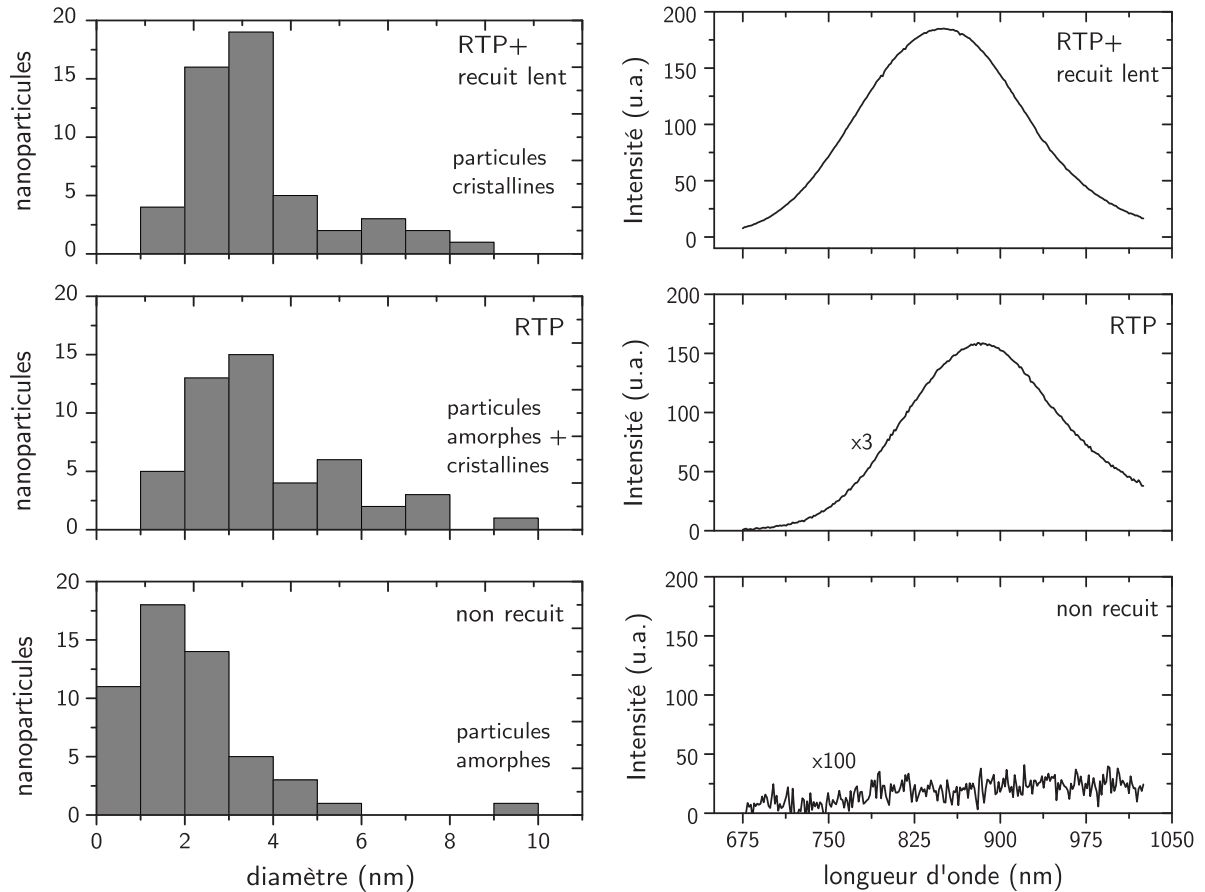 20
15
10
5
0
nanoparticules
RTP+
recuit lent
particules
cristallines
200
150
100
50
0
Intensité (u.a.)
RTP+
recuit lent
20
15
10
5
0
nanoparticules
RTP
particules
amorphes +
cristallines
200
150
100
50
0
Intensité (u.a.)
RTP
x3
20
15
10
5
0
nanoparticules
non recuit
particules
amorphes
0 2 4 6 8 10
diamètre (nm)
200
150
100
50
0
Intensité (u.a.)
non recuit
x100
675 750 825 900 975 1050
longueur d'onde (nm)